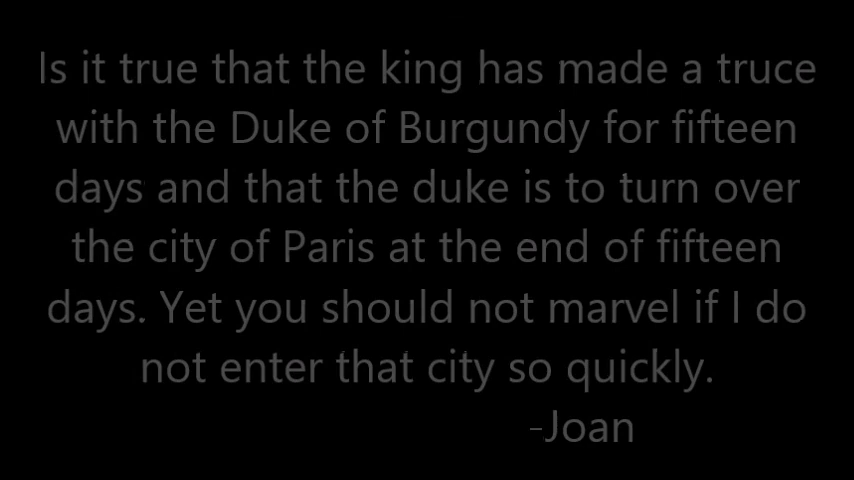 Is it true that the king has made a truce
with the Duke of Burgundy for fifteen
days and that the duke is to turn over
the city of Paris at the end of fifteen
days. Yet you should not marvel if I do
not enter that city so quickly.
-Joan